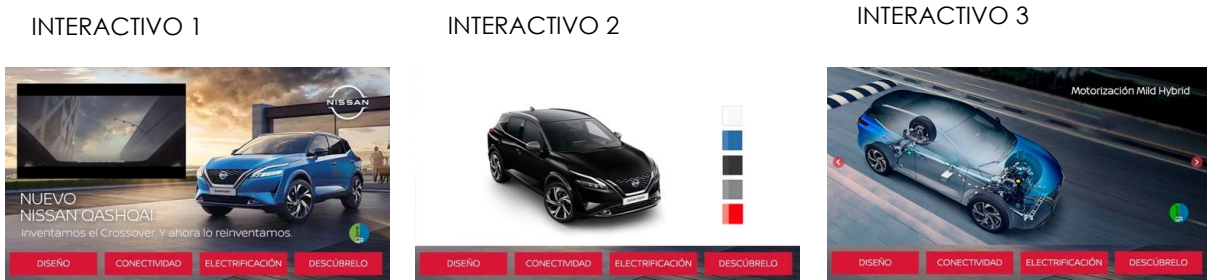 INTERACTIVO 1
INTERACTIVO 2
INTERACTIVO 3
NISSAN
NUEVO
NISSAN QASHQAI
Inventamos el Crossover. Y ahora lo reinventamos.
DISEÑO CONECTIVIDAD ELECTRIFICACIÓN DESCÚBRELO
DISEÑO CONECTIVIDAD ELECTRIFICACIÓN DESCÚBRELO
Motorización Mild Hybrid
DISEÑO CONECTIVIDAD ELECTRIFICACIÓN DESCÚBRELO